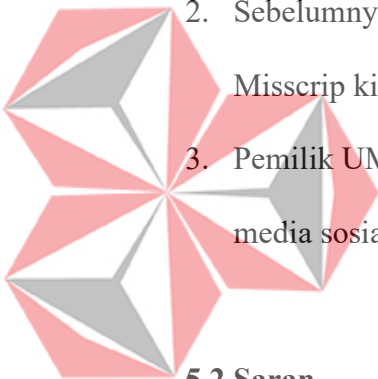 2. Sebelumny
Misscrip ki
3. Pemilik UM
media sosia
5.2 Saran